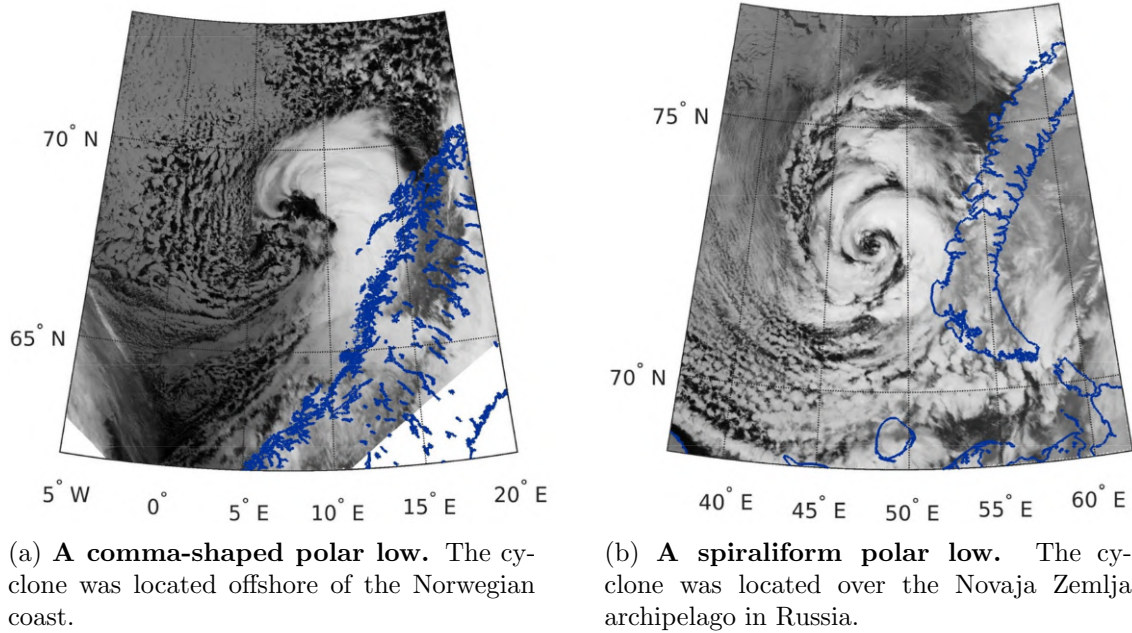 70° N
65° N
5° W
0°
5° E
10° E
15° E
20° E
(a) A comma-shaped polar low. The cy-
clone was located offshore of the Norwegian
coast.
75° N
70° N
40° E
45° E
50° E
55° E
60° E
(b) A spiraliform polar low. The cy-
clone was located over the Novaja Zemlja
archipelago in Russia.